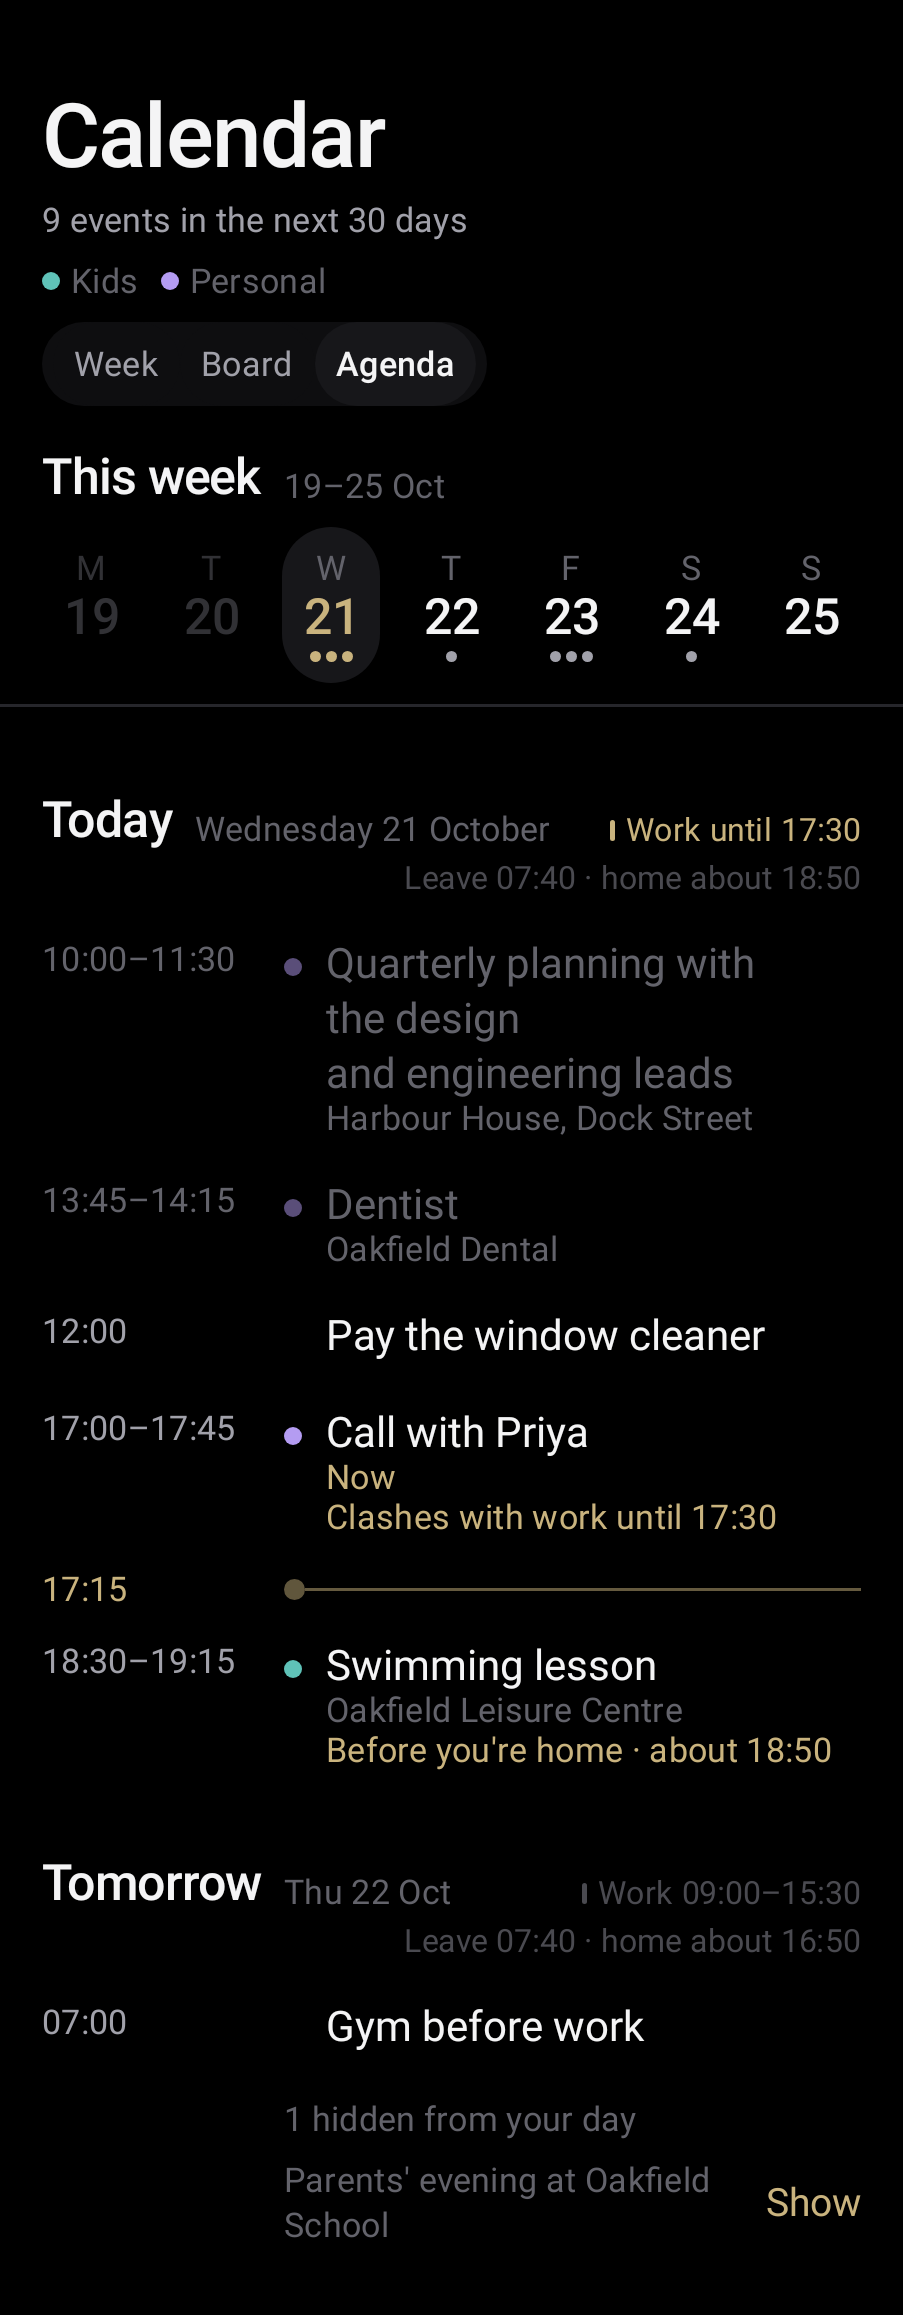 Calendar
9 events in the next 30 days
Kids Personal
Week Board Agenda
This week 19–25 Oct
M T W T F S S
19 20 21 22 23 24 25
Today Wednesday 21 October Work until 17:30
Leave 07:40 · home about 18:50
10:00–11:30 Quarterly planning with
the design
and engineering leads
Harbour House, Dock Street
13:45–14:15 Dentist
Oakfield Dental
12:00 Pay the window cleaner
17:00–17:45 Call with Priya
Now
Clashes with work until 17:30
17:15
18:30–19:15 Swimming lesson
Oakfield Leisure Centre
Before you're home · about 18:50
Tomorrow Thu 22 Oct Work 09:00–15:30
Leave 07:40 · home about 16:50
07:00 Gym before work
1 hidden from your day
Parents' evening at Oakfield
School
Show